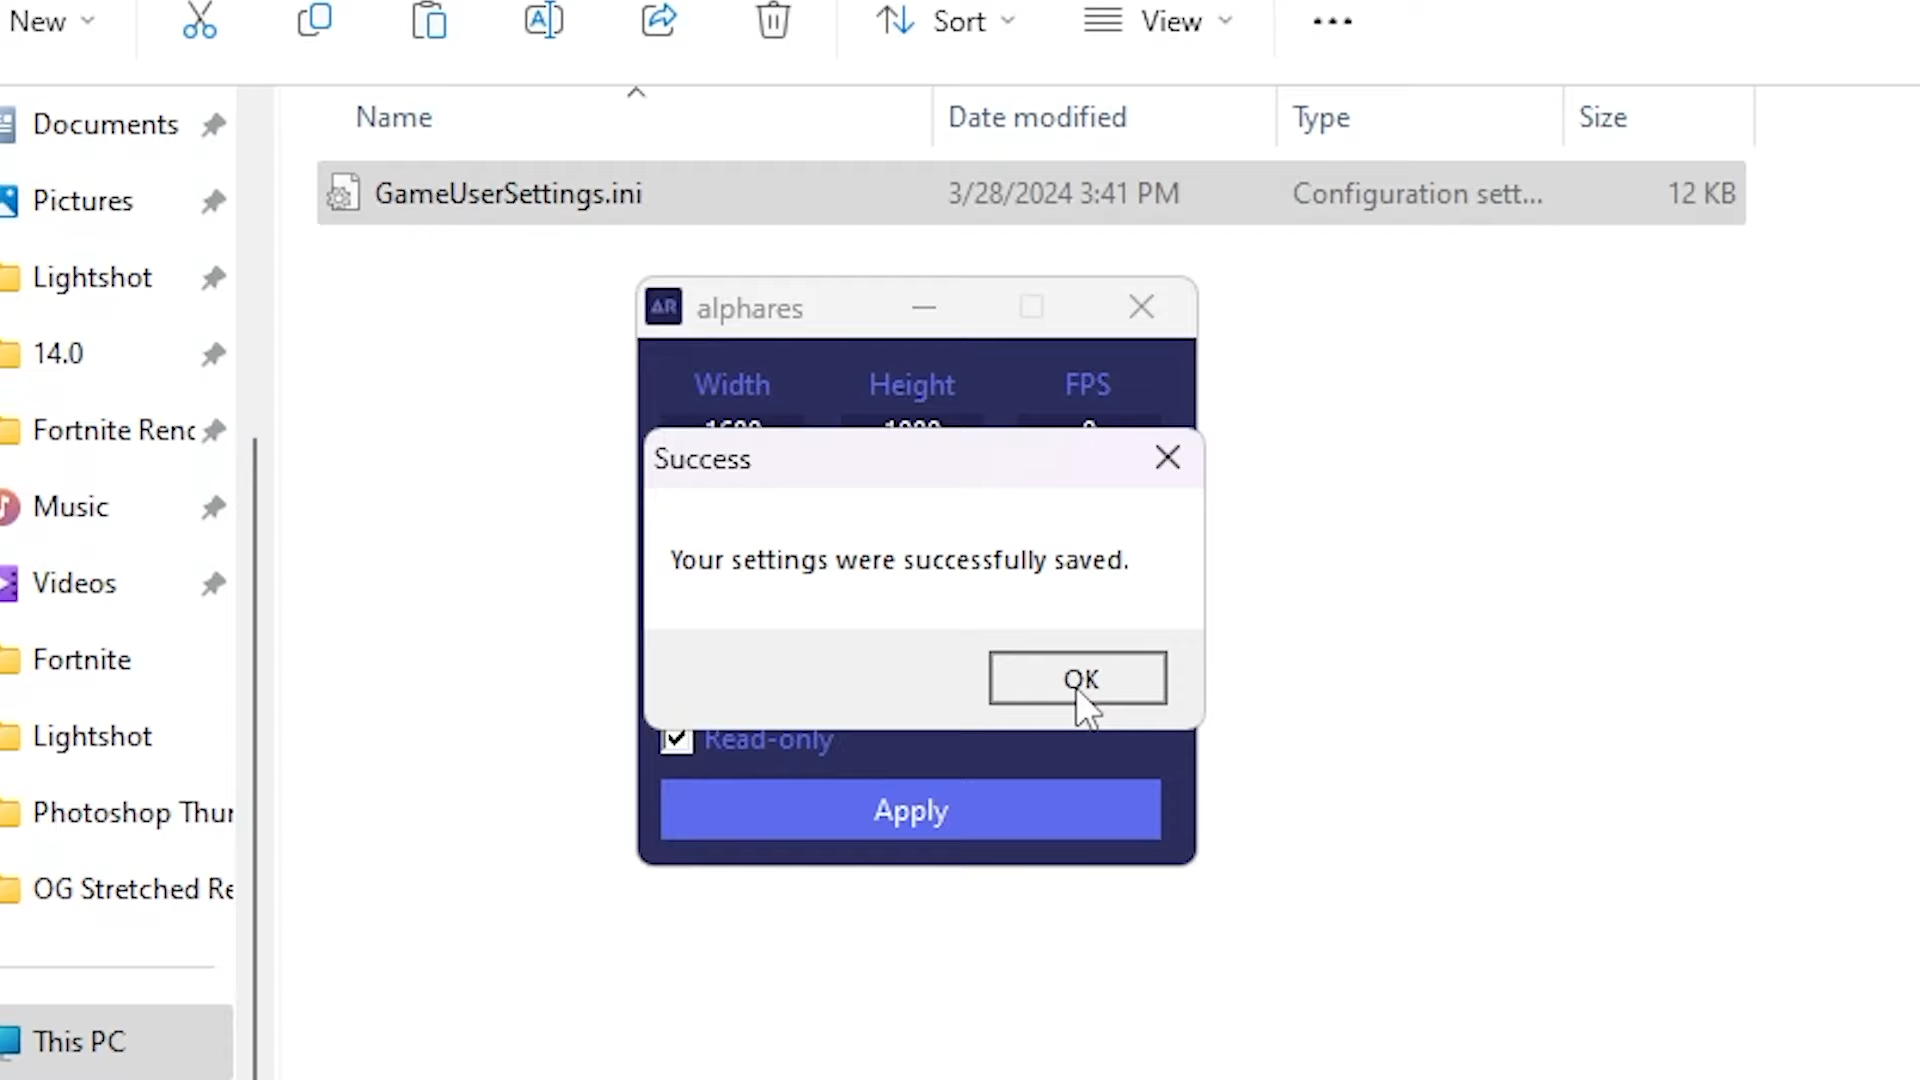 New
Sort
View
Name
Date modified
Type
Size
GameUserSettings.ini
3/28/2024 3:41 PM
Configuration sett...
12 KB
Documents
Pictures
Lightshot
14.0
Fortnite Renc
Music
Videos
Fortnite
Lightshot
Photoshop Thur
OG Stretched Re
This PC
AR
alphares
Width
Height
FPS
Success
Your settings were successfully saved.
OK
Read-only
Apply